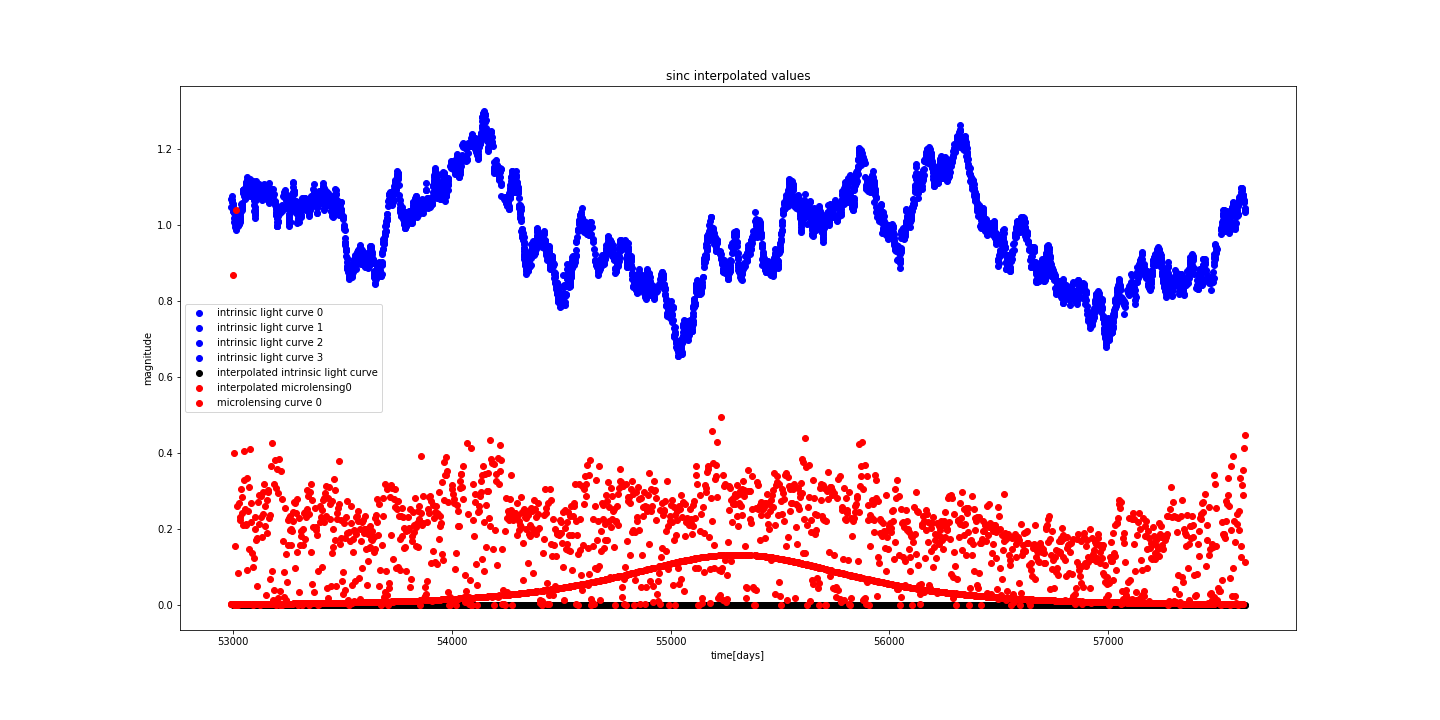 sinc interpolated values
magnitude
1.2
1.0
0.8
0.6
0.4
0.2
0.0
intrinsic light curve 0
intrinsic light curve 1
intrinsic light curve 2
intrinsic light curve 3
interpolated intrinsic light curve
interpolated microlensing0
microlensing curve 0
53000 54000 55000 56000 57000
time[days]